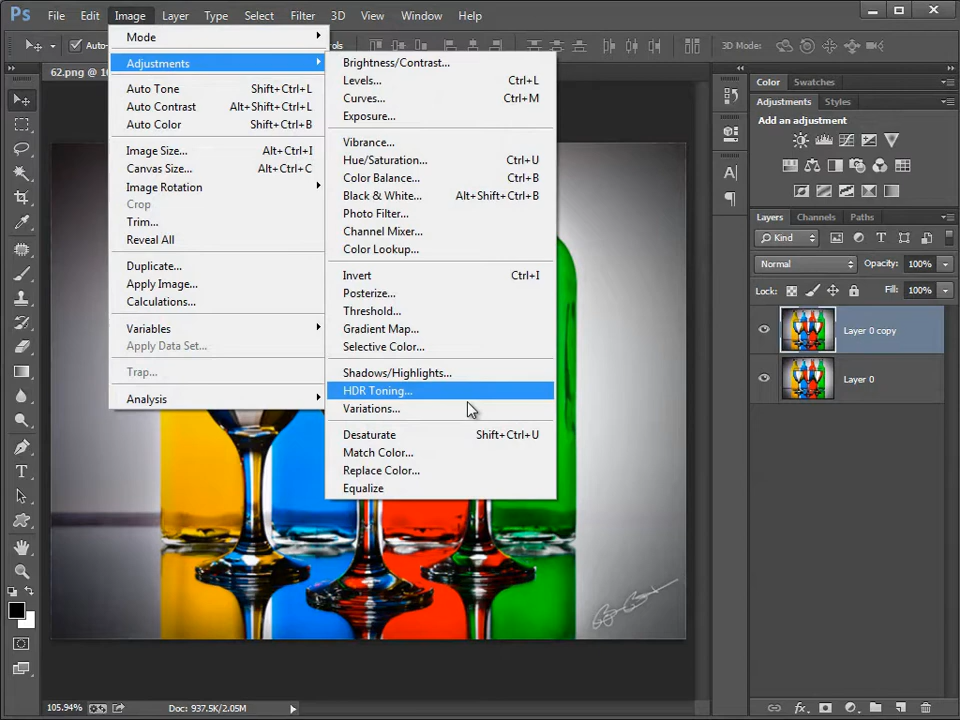 Ps File Edit Image Layer Type Select Filter 3D View Window Help
Auto-
3D Mode:
62.png @ 10
Mode
Adjustments
Auto Tone Shift+Ctrl+L
Auto Contrast Alt+Shift+Ctrl+L
Auto Color Shift+Ctrl+B
Image Size... Alt+Ctrl+I
Canvas Size... Alt+Ctrl+C
Image Rotation
Crop
Trim...
Reveal All
Duplicate...
Apply Image...
Calculations...
Variables
Apply Data Set...
Trap...
Analysis
Brightness/Contrast...
Levels... Ctrl+L
Curves... Ctrl+M
Exposure...
Vibrance...
Hue/Saturation... Ctrl+U
Color Balance... Ctrl+B
Black & White... Alt+Shift+Ctrl+B
Photo Filter...
Channel Mixer...
Color Lookup...
Invert Ctrl+I
Posterize...
Threshold...
Gradient Map...
Selective Color...
Shadows/Highlights...
HDR Toning...
Variations...
Desaturate Shift+Ctrl+U
Match Color...
Replace Color...
Equalize
Color Swatches
Adjustments Styles
Add an adjustment
Layers Channels Paths
Kind
Normal Opacity: 100%
Lock: Fill: 100%
Layer 0 copy
Layer 0
105.94% Doc: 937.5K/2.05M